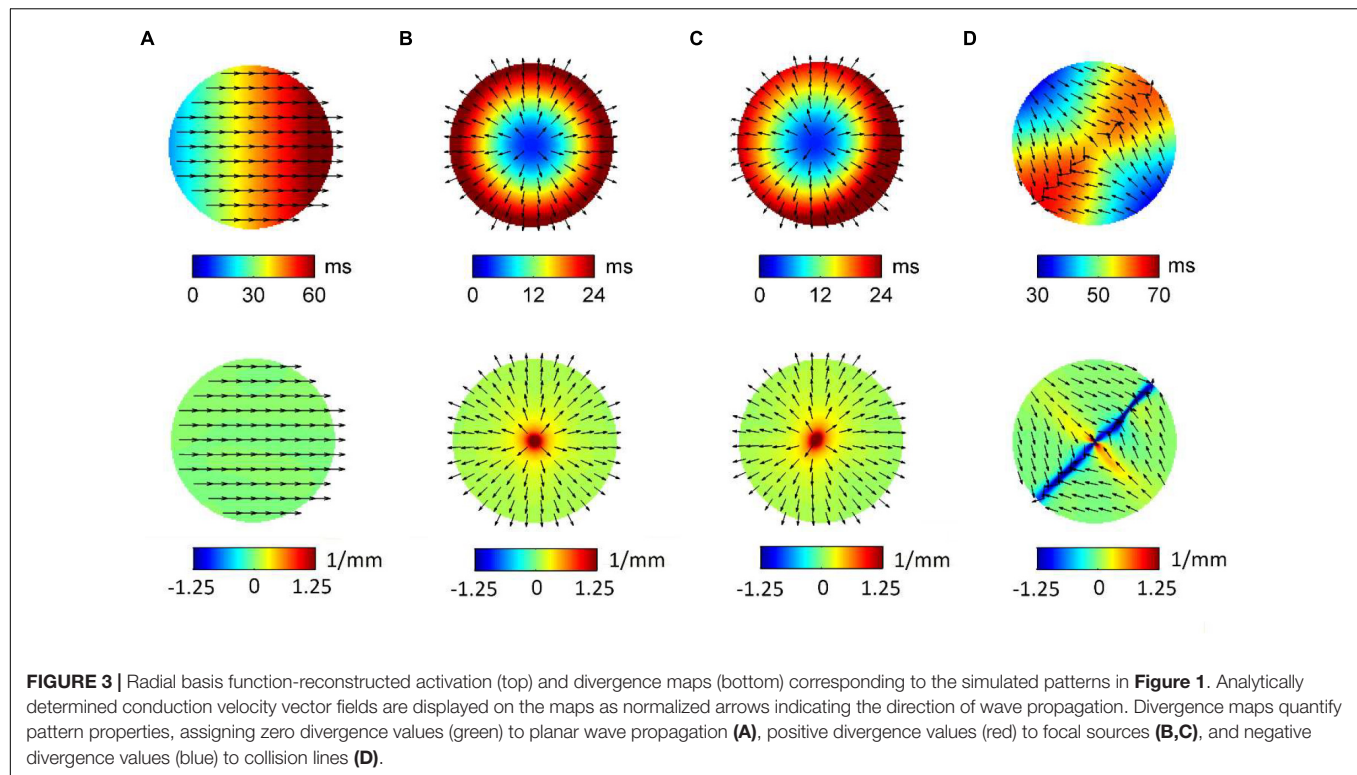 A B C D
ms ms ms ms
0 30 60 0 12 24 0 12 24 30 50 70
1/mm 1/mm 1/mm 1/mm
-1.25 0 1.25 -1.25 0 1.25 -1.25 0 1.25 -1.25 0 1.25
FIGURE 3 | Radial basis function-reconstructed activation (top) and divergence maps (bottom) corresponding to the simulated patterns in Figure 1. Analytically
determined conduction velocity vector fields are displayed on the maps as normalized arrows indicating the direction of wave propagation. Divergence maps quantify
pattern properties, assigning zero divergence values (green) to planar wave propagation (A), positive divergence values (red) to focal sources (B,C), and negative
divergence values (blue) to collision lines (D).